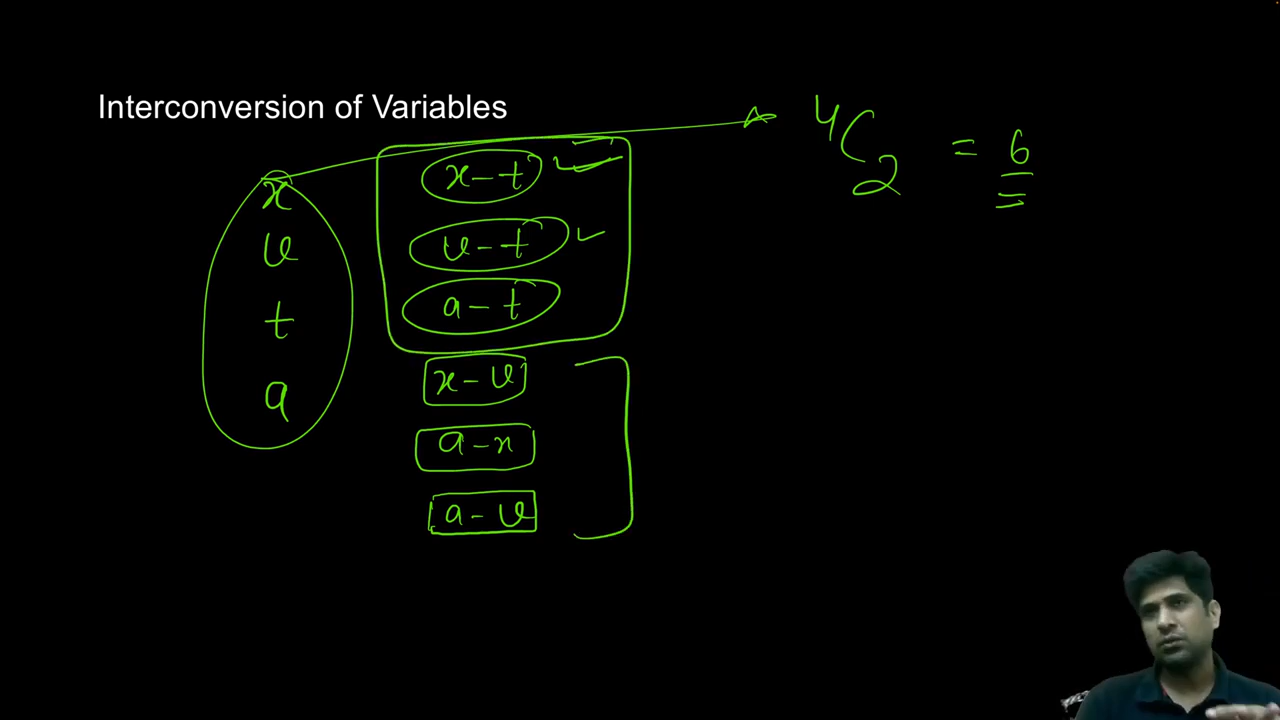 Interconversion of Variables
⁴C₂ = 6
x
v
t
a
x – t
v – t
a – t
x – v
a – x
a – v